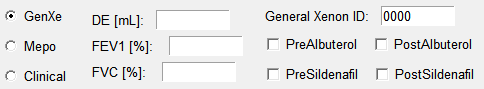 GenXe DE [mL]: General Xenon ID: 0000
Mepo FEV1 [%]: PreAlbuterol PostAlbuterol
Clinical FVC [%]: PreSildenafil PostSildenafil